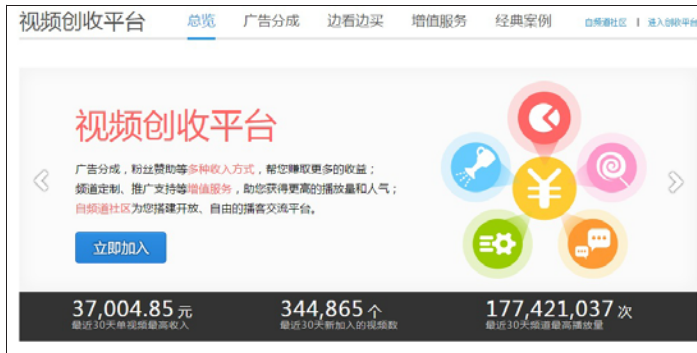 视频创收平台 总览 广告分成 边看边买 增值服务 经典案例 自频道社区 | 进入创收平台
视频创收平台
广告分成，粉丝赞助等多种收入方式，帮您赚取更多的收益；
频道定制、推广支持等增值服务，助您获得更高的播放量和人气；
自频道社区为您搭建开放、自由的播客交流平台。
立即加入
37,004.85元 344,865个 177,421,037次
最近30天单视频最高收入 最近30天新加入的视频数 最近30天频道最高播放量